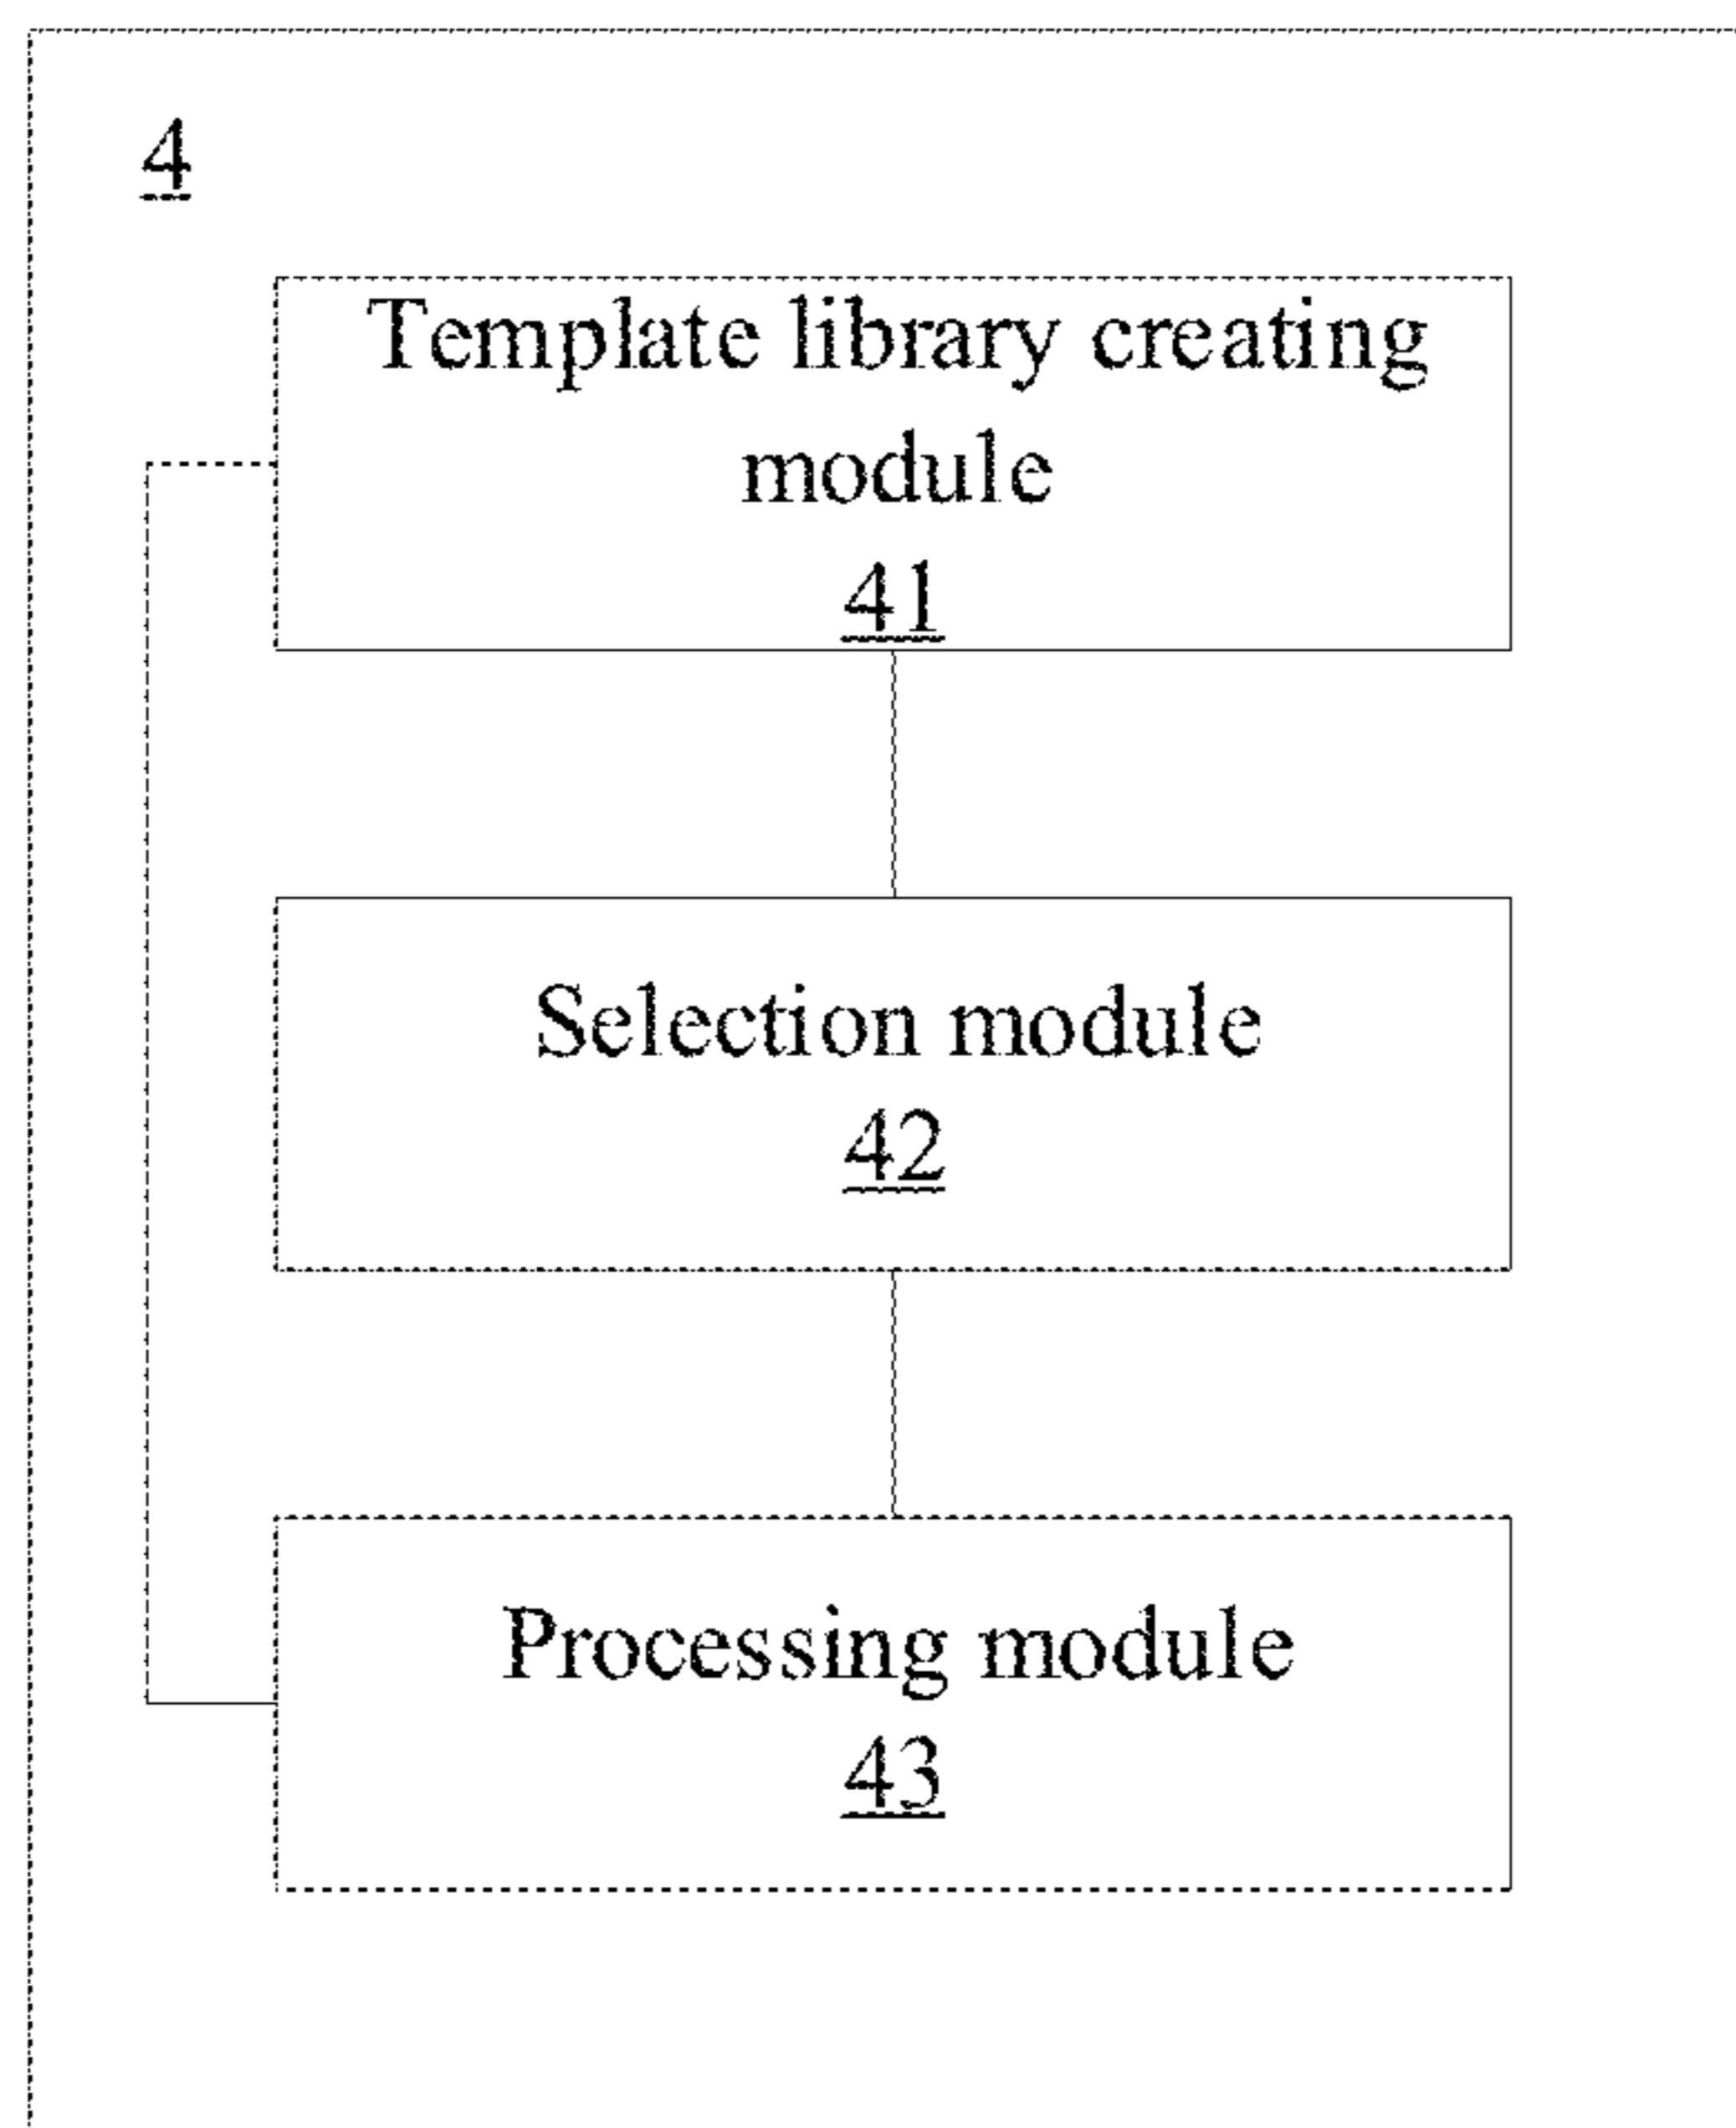 4
Template library creating
module
41
Selection module
42
Processing module
43